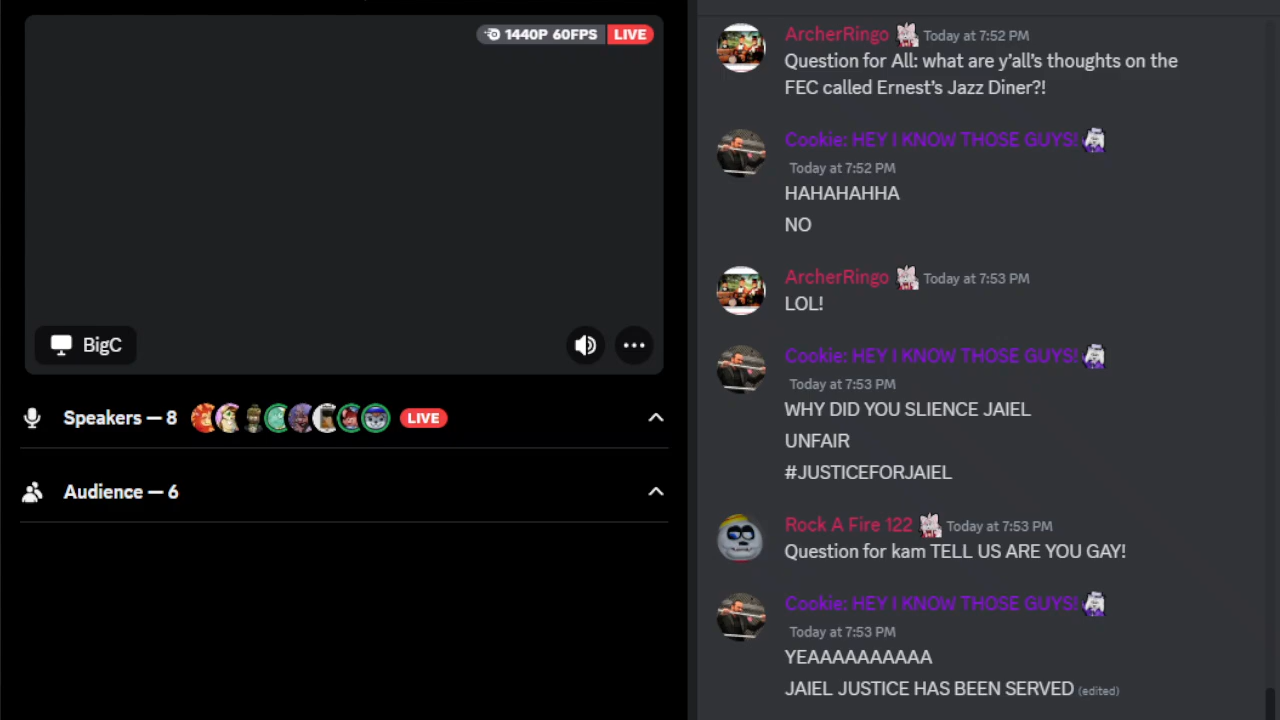 1440P 60FPS LIVE
BigC
Speakers — 8 LIVE
Audience — 6
ArcherRingo Today at 7:52 PM
Question for All: what are y’all’s thoughts on the
FEC called Ernest’s Jazz Diner?!
Cookie: HEY I KNOW THOSE GUYS!
Today at 7:52 PM
HAHAHAHHA
NO
ArcherRingo Today at 7:53 PM
LOL!
Cookie: HEY I KNOW THOSE GUYS!
Today at 7:53 PM
WHY DID YOU SLIENCE JAIEL
UNFAIR
#JUSTICEFORJAIEL
Rock A Fire 122 Today at 7:53 PM
Question for kam TELL US ARE YOU GAY!
Cookie: HEY I KNOW THOSE GUYS!
Today at 7:53 PM
YEAAAAAAAAAA
JAIEL JUSTICE HAS BEEN SERVED (edited)